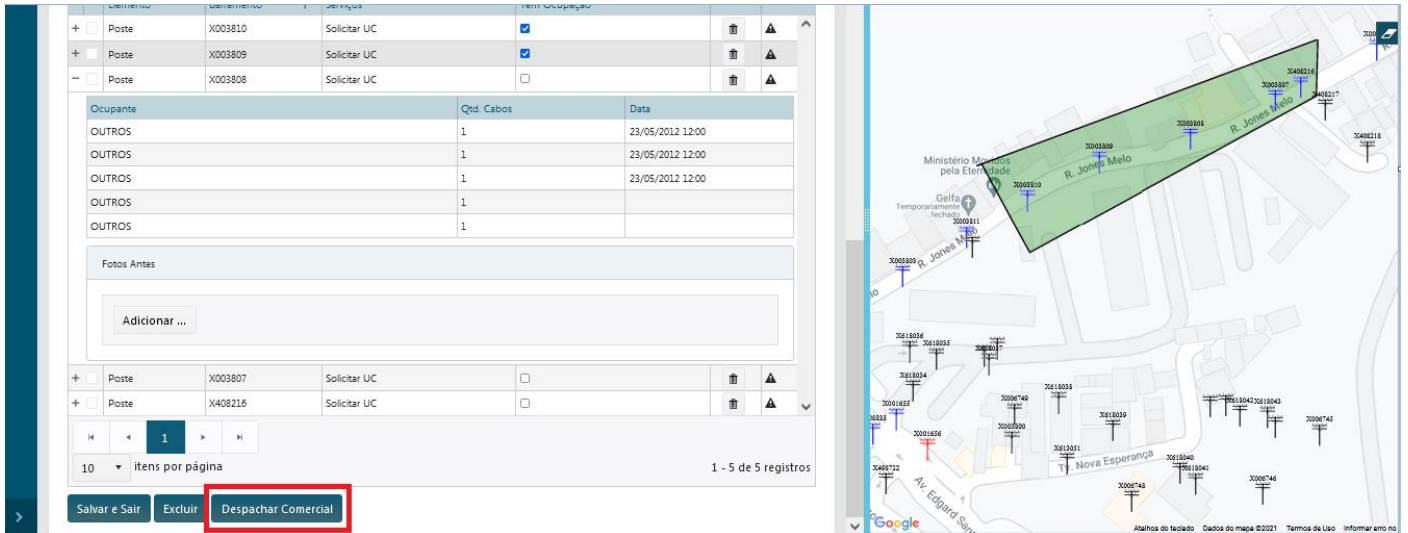 Elemento Barramento Serviços Tem Ocupação
+ Poste X003810 Solicitar UC
+ Poste X003809 Solicitar UC
− Poste X003808 Solicitar UC
Ocupante Qtd. Cabos Data
OUTROS 1 23/05/2012 12:00
OUTROS 1 23/05/2012 12:00
OUTROS 1 23/05/2012 12:00
OUTROS 1
OUTROS 1
Fotos Antes
Adicionar ...
+ Poste X003807 Solicitar UC
+ Poste X408216 Solicitar UC
1
10 itens por página 1 - 5 de 5 registros
Salvar e Sair Excluir Despachar Comercial
X408216
X003807
X408217
R. Jones Melo
X003808
X408218
X003809
Ministério Movidos
pela Eternidade
R. Jones Melo
X003810
Gelfa
Temporariamente
fechado
X003811
R. Jones Melo
X003803
X618036
X618035
X618034
X618038
X001655
X006749
X618042
X618043
X618039
X006745
X001656
X003800
X613051
Tv. Nova Esperança
X618040
X618041
X498722
X006748
X006746
Av. Edgard
Google
Atalhos do teclado Dados do mapa ©2021 Termos de Uso Informar erro no